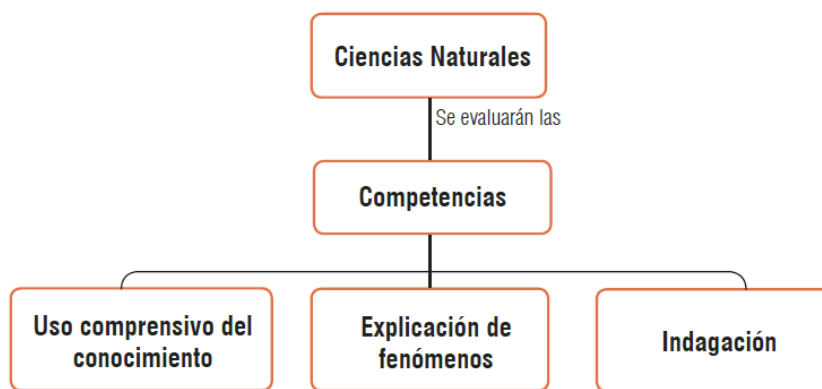 Ciencias Naturales
Se evaluarán las
Competencias
Uso comprensivo del
conocimiento
Explicación de
fenómenos
Indagación